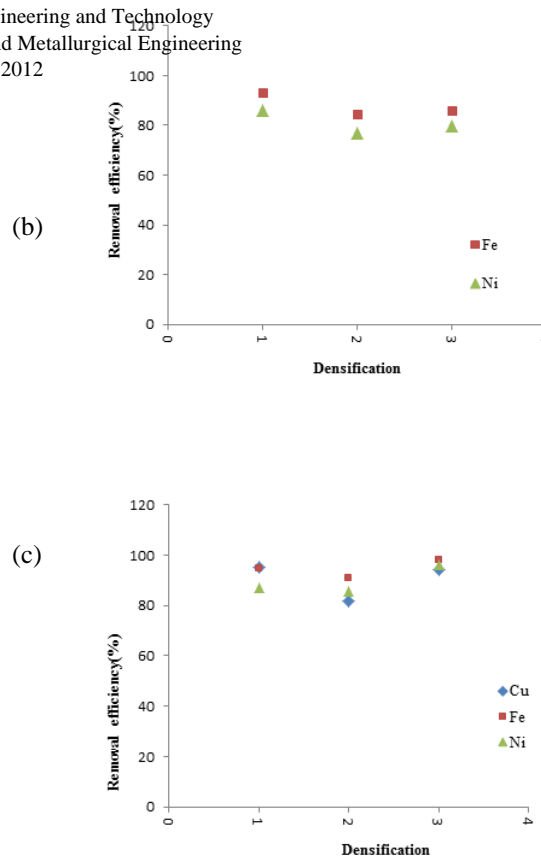 ineering and Technology
d Metallurgical Engineering
2012
(b)
Removal efficiency(%)
120
100
80
60
40
20
0
0
1
2
3
Fe
Ni
Densification
(c)
Removal efficiency(%)
120
100
80
60
40
20
0
0
1
2
3
4
Cu
Fe
Ni
Densification